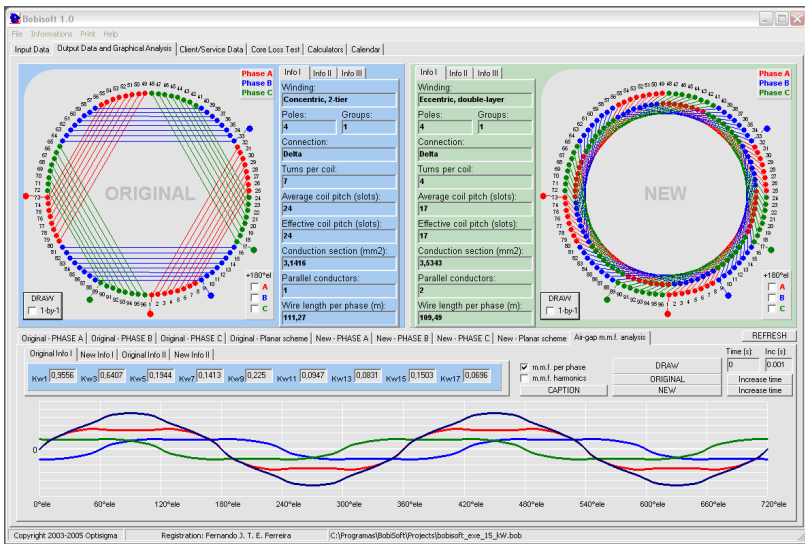 Bobisoft 1.0
File Informations Print Help
Input Data Output Data and Graphical Analysis Client/Service Data Core Loss Test Calculators Calendar
Phase A
Phase B
Phase C
ORIGINAL
+180°el
A
B
C
DRAW
1-by-1
Info I Info II Info III
Winding:
Concentric, 2-tier
Poles: Groups:
4 1
Connection:
Delta
Turns per coil:
7
Average coil pitch (slots):
24
Effective coil pitch (slots):
24
Conduction section (mm2):
3,1416
Parallel conductors:
1
Wire length per phase (m):
111,27
Info I Info II Info III
Winding:
Eccentric, double-layer
Poles: Groups:
4 1
Connection:
Delta
Turns per coil:
4
Average coil pitch (slots):
17
Effective coil pitch (slots):
17
Conduction section (mm2):
3,5343
Parallel conductors:
2
Wire length per phase (m):
109,49
Phase A
Phase B
Phase C
NEW
+180°el
A
B
C
DRAW
1-by-1
Original - PHASE A Original - PHASE B Original - PHASE C Original - Planar scheme New - PHASE A New - PHASE B New - PHASE C New - Planar scheme Air-gap m.m.f. analysis REFRESH
Original Info I New Info I Original Info II New Info II
Kw1 0,9556 Kw3 0,6407 Kw5 0,1944 Kw7 0,1413 Kw9 0,225 Kw11 0,0947 Kw13 0,0831 Kw15 0,1503 Kw17 0,0696
m.m.f. per phase
m.m.f. harmonics
CAPTION
DRAW
ORIGINAL
NEW
Time (s): Inc (s):
0 0.001
Increase time
Increase time
0
0°ele 60°ele 120°ele 180°ele 240°ele 300°ele 360°ele 420°ele 480°ele 540°ele 600°ele 660°ele 720°ele
Copyright 2003-2005 Optisigma Registration: Fernando J. T. E. Ferreira C:\Programas\BobiSoft\Projects\bobisoft_exe_15_kW.bob